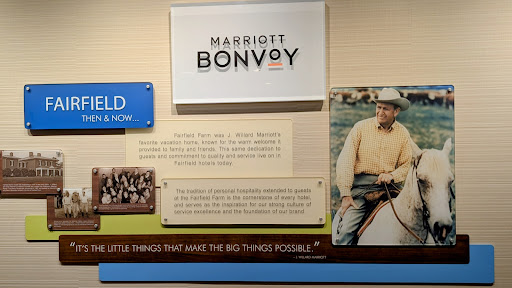 MARRIOTT
BONVOY
FAIRFIELD
THEN & NOW...
Fairfield Farm was J. Willard Marriott's
favorite vacation home, known for the warm welcome it
provided to family and friends. This same dedication to
guests and commitment to quality and service live on in
Fairfield hotels today.
The tradition of personal hospitality extended to guests
at the Fairfield Farm is the cornerstone of every hotel,
and serves as the inspiration for our strong culture of
service excellence and the foundation of our brand.
"IT'S THE LITTLE THINGS THAT MAKE THE BIG THINGS POSSIBLE."
- J. WILLARD MARRIOTT